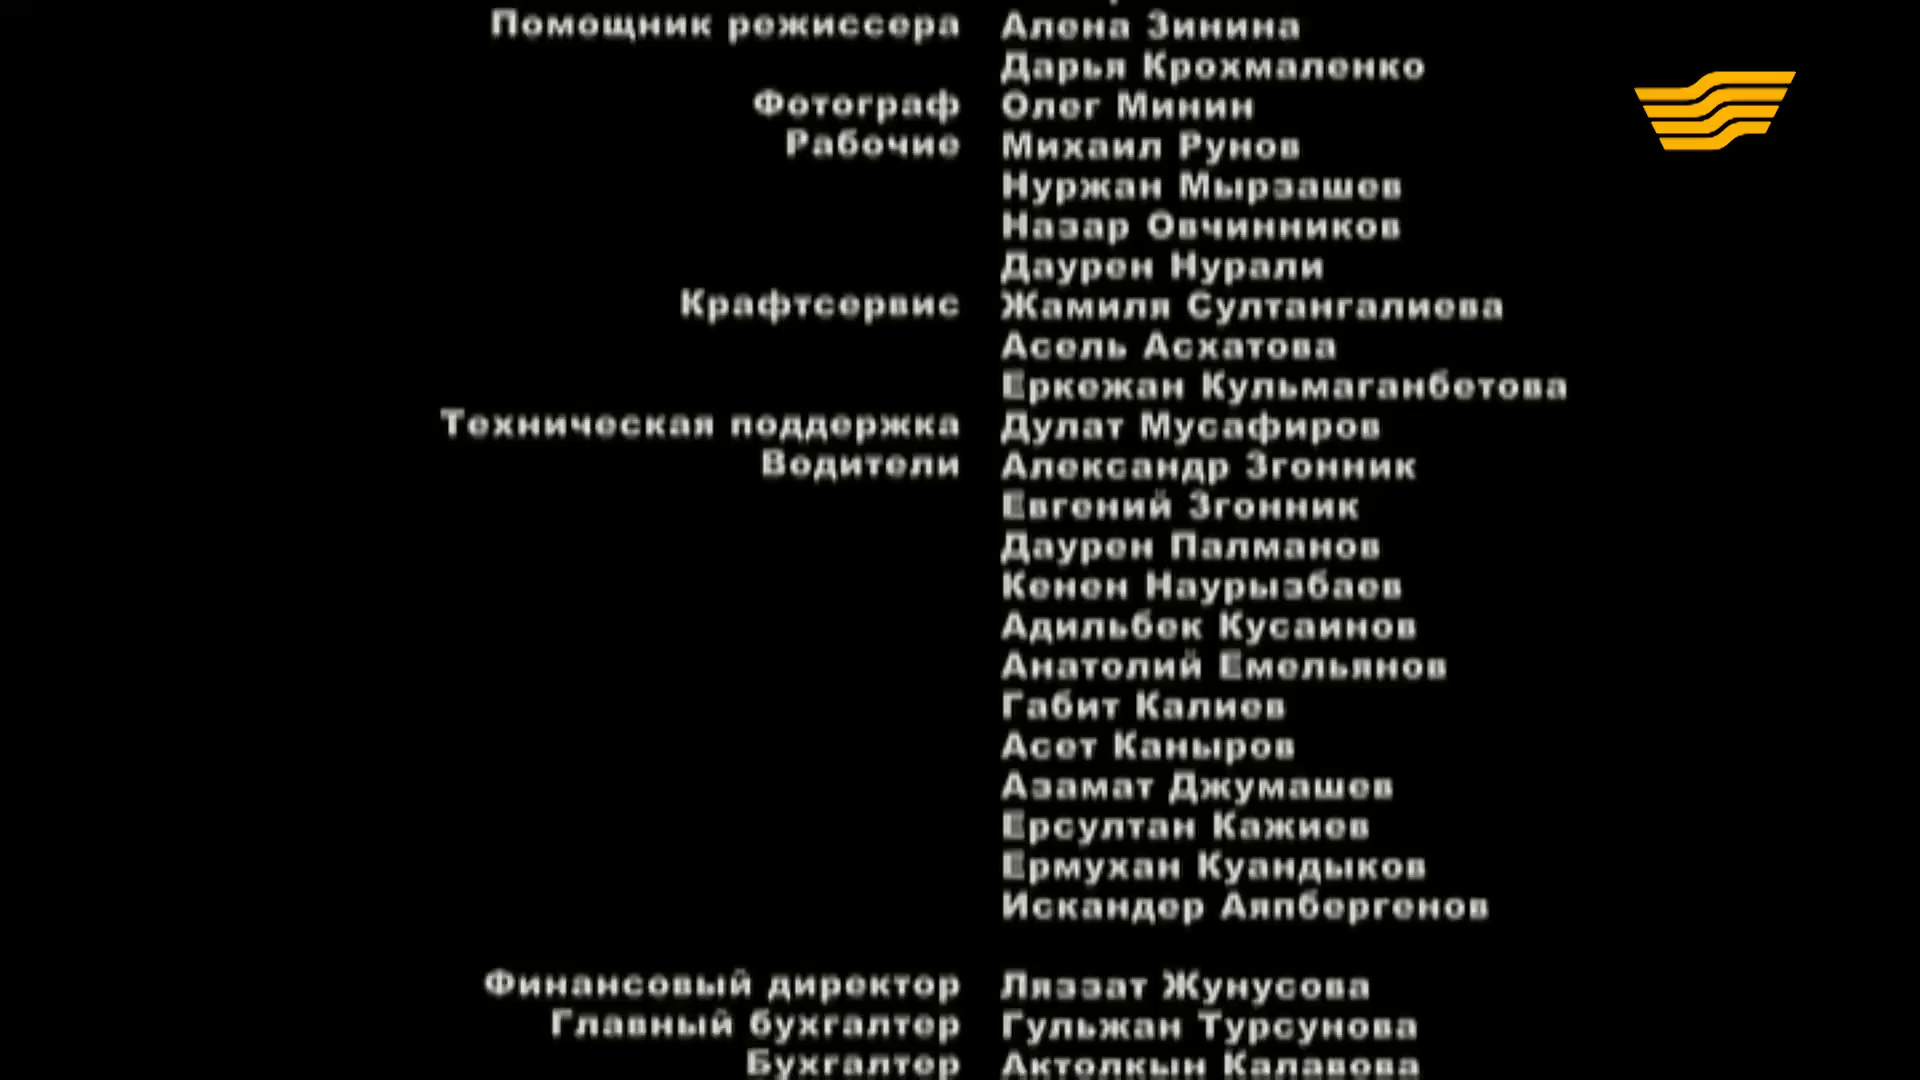 Помощник режиссера Алена Зинина
Дарья Крохмаленко
Фотограф Олег Минин
Рабочие Михаил Рунов
Нуржан Мырзашев
Назар Овчинников
Даурен Нурали
Крафтсервис Жамиля Султангалиева
Асель Асхатова
Еркежан Кульмаганбетова
Техническая поддержка Дулат Мусафиров
Водители Александр Згонник
Евгений Згонник
Даурен Палманов
Кенен Наурызбаев
Адильбек Кусаинов
Анатолий Емельянов
Габит Калиев
Асет Каныров
Азамат Джумашев
Ерсултан Кажиев
Ермухан Куандыков
Искандер Аяпбергенов
Финансовый директор Ляззат Жунусова
Главный бухгалтер Гульжан Турсунова
Бухгалтер Актолкын